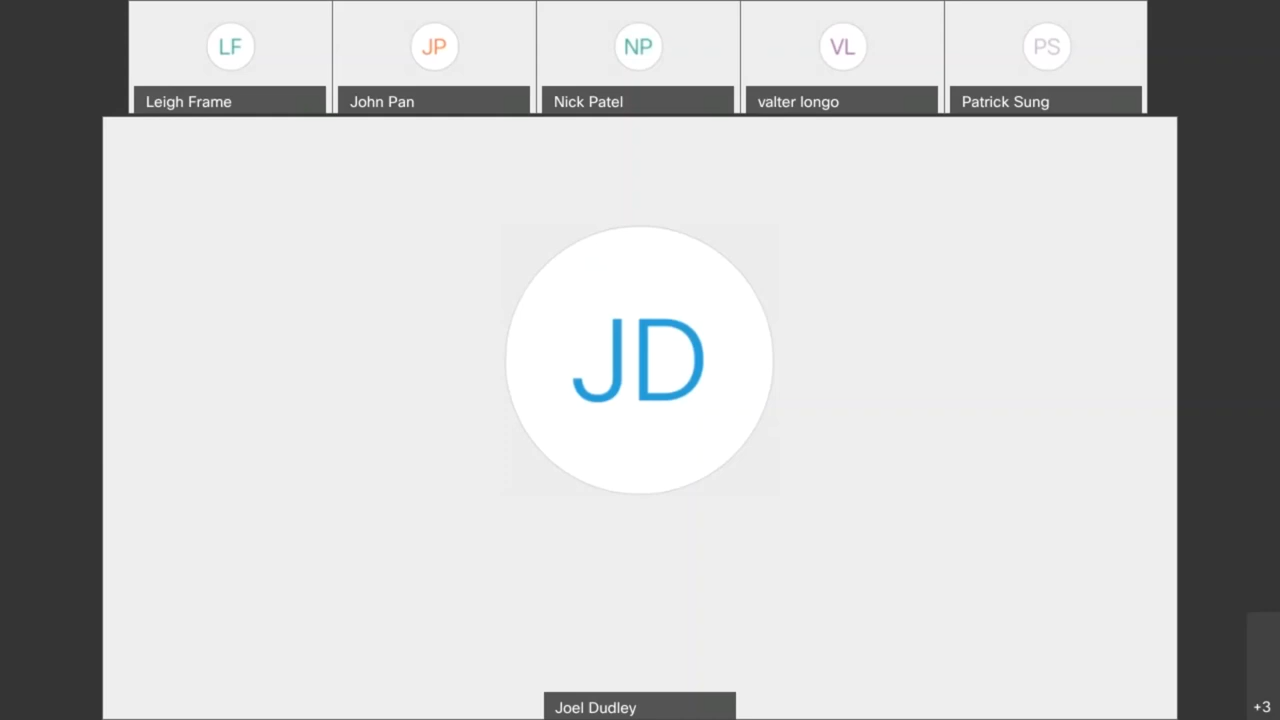 LF JP NP VL PS
Leigh Frame John Pan Nick Patel valter longo Patrick Sung
JD
Joel Dudley
+3